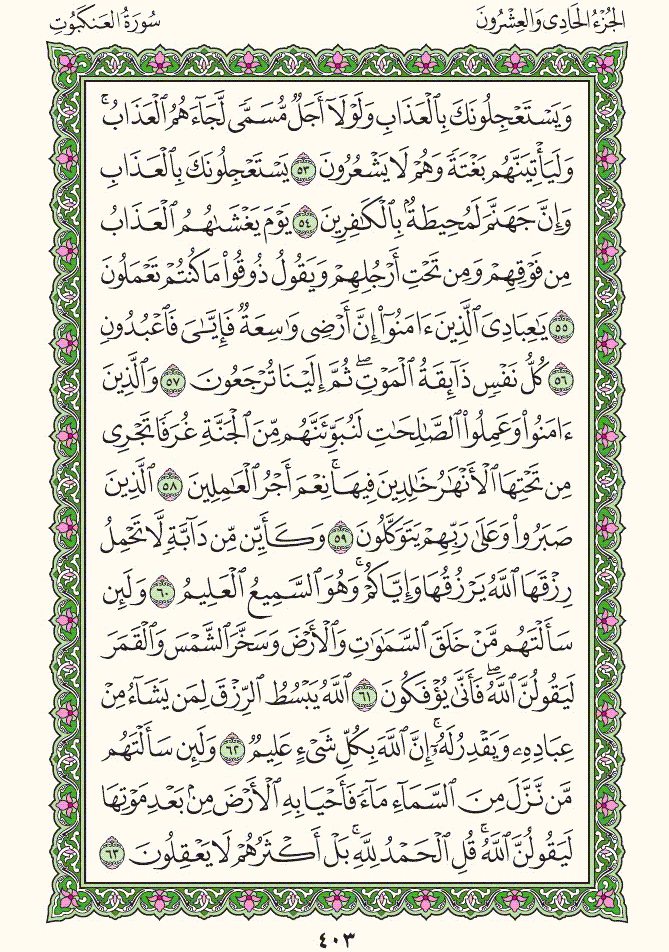 الجُزْءُ الحَادِى وَالعِشْرُونَ
سُورَةُ العَنكَبُوتِ
وَيَسْتَعْجِلُونَكَ بِٱلْعَذَابِ وَلَوْلَآ أَجَلٌ مُّسَمًّى لَّجَآءَهُمُ ٱلْعَذَابُۚ
وَلَيَأْتِيَنَّهُم بَغْتَةً وَهُمْ لَا يَشْعُرُونَ ٥٣ يَسْتَعْجِلُونَكَ بِٱلْعَذَابِ
وَإِنَّ جَهَنَّمَ لَمُحِيطَةٌۢ بِٱلْكَٰفِرِينَ ٥٤ يَوْمَ يَغْشَىٰهُمُ ٱلْعَذَابُ
مِن فَوْقِهِمْ وَمِن تَحْتِ أَرْجُلِهِمْ وَيَقُولُ ذُوقُوا۟ مَا كُنتُمْ تَعْمَلُونَ
٥٥ يَٰعِبَادِىَ ٱلَّذِينَ ءَامَنُوٓا۟ إِنَّ أَرْضِى وَٰسِعَةٌ فَإِيَّٰىَ فَٱعْبُدُونِ
٥٦ كُلُّ نَفْسٍ ذَآئِقَةُ ٱلْمَوْتِۖ ثُمَّ إِلَيْنَا تُرْجَعُونَ ٥٧ وَٱلَّذِينَ
ءَامَنُوا۟ وَعَمِلُوا۟ ٱلصَّٰلِحَٰتِ لَنُبَوِّئَنَّهُم مِّنَ ٱلْجَنَّةِ غُرَفًا تَجْرِى
مِن تَحْتِهَا ٱلْأَنْهَٰرُ خَٰلِدِينَ فِيهَاۚ نِعْمَ أَجْرُ ٱلْعَٰمِلِينَ ٥٨ ٱلَّذِينَ
صَبَرُوا۟ وَعَلَىٰ رَبِّهِمْ يَتَوَكَّلُونَ ٥٩ وَكَأَيِّن مِّن دَآبَّةٍ لَّا تَحْمِلُ
رِزْقَهَا ٱللَّهُ يَرْزُقُهَا وَإِيَّاكُمْۚ وَهُوَ ٱلسَّمِيعُ ٱلْعَلِيمُ ٦٠ وَلَئِن
سَأَلْتَهُم مَّنْ خَلَقَ ٱلسَّمَٰوَٰتِ وَٱلْأَرْضَ وَسَخَّرَ ٱلشَّمْسَ وَٱلْقَمَرَ
لَيَقُولُنَّ ٱللَّهُۖ فَأَنَّىٰ يُؤْفَكُونَ ٦١ ٱللَّهُ يَبْسُطُ ٱلرِّزْقَ لِمَن يَشَآءُ مِنْ
عِبَادِهِۦ وَيَقْدِرُ لَهُۥٓۚ إِنَّ ٱللَّهَ بِكُلِّ شَىْءٍ عَلِيمٌ ٦٢ وَلَئِن سَأَلْتَهُم
مَّن نَّزَّلَ مِنَ ٱلسَّمَآءِ مَآءً فَأَحْيَا بِهِ ٱلْأَرْضَ مِنۢ بَعْدِ مَوْتِهَا
لَيَقُولُنَّ ٱللَّهُۚ قُلِ ٱلْحَمْدُ لِلَّهِۚ بَلْ أَكْثَرُهُمْ لَا يَعْقِلُونَ ٦٣
٤٠٣